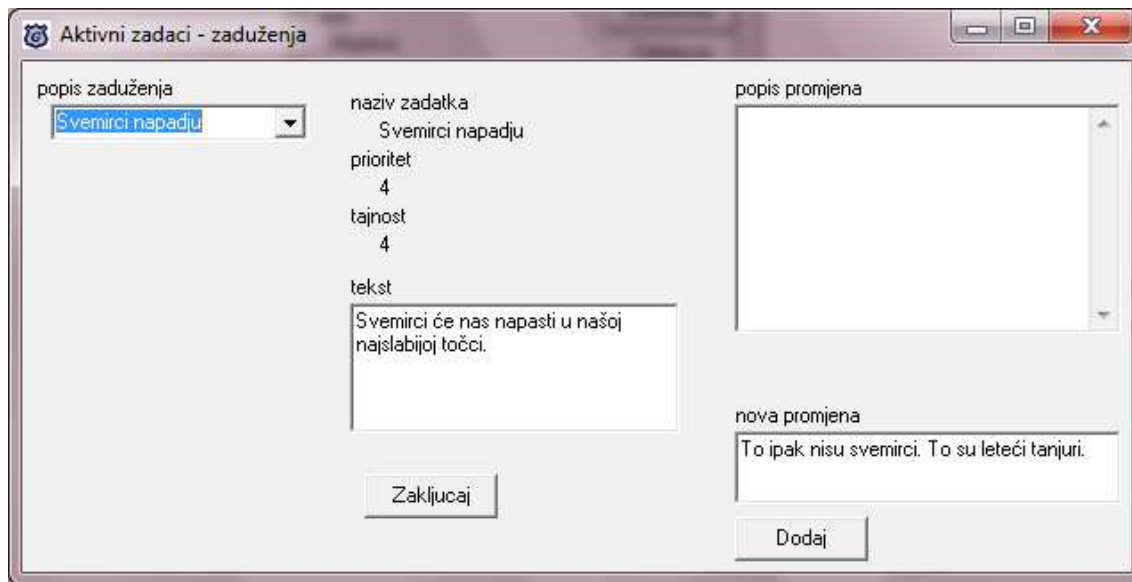 Aktivni zadaci - zaduženja
popis zaduženja
Svemirci napadju
naziv zadatka
Svemirci napadju
prioritet
4
tajnost
4
tekst
Svemirci će nas napasti u našoj
najslabijoj točci.
Zakljucaj
popis promjena
nova promjena
To ipak nisu svemirci. To su leteći tanjuri.
Dodaj